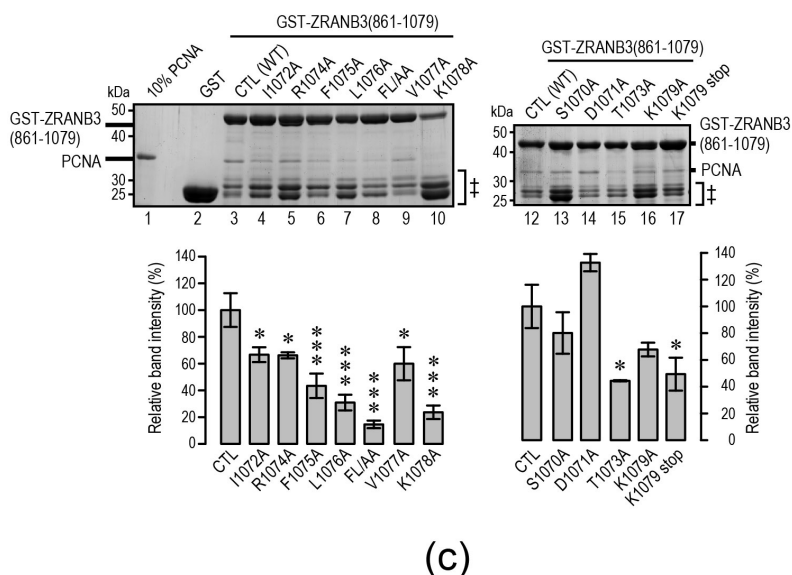 GST-ZRANB3(861-1079)
10% PCNA
GST
CTL (WT)
I1072A
R1074A
F1075A
L1076A
FL/AA
V1077A
K1078A
kDa
50
40
30
25
GST-ZRANB3
(861-1079)
PCNA
‡
1 2 3 4 5 6 7 8 9 10
GST-ZRANB3(861-1079)
CTL (WT)
S1070A
D1071A
T1073A
K1079A
K1079 stop
kDa
50
40
30
25
GST-ZRANB3
(861-1079)
PCNA
‡
12 13 14 15 16 17
Relative band intensity (%)
140
120
100
80
60
40
20
0
* * *** *** *** * ***
CTL
I1072A
R1074A
F1075A
L1076A
FL/AA
V1077A
K1078A
140
120
100
80
60
40
20
0
Relative band intensity (%)
* *
CTL
S1070A
D1071A
T1073A
K1079A
K1079 stop
(c)